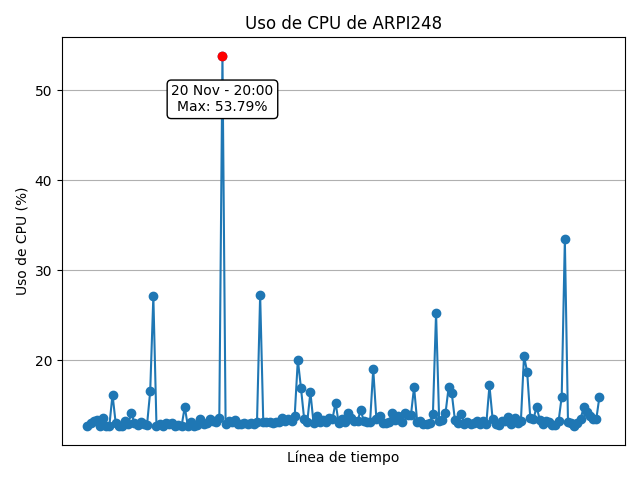 Uso de CPU de ARPI248
20 Nov - 20:00
Max: 53.79%
50
40
30
20
Uso de CPU (%)
Línea de tiempo